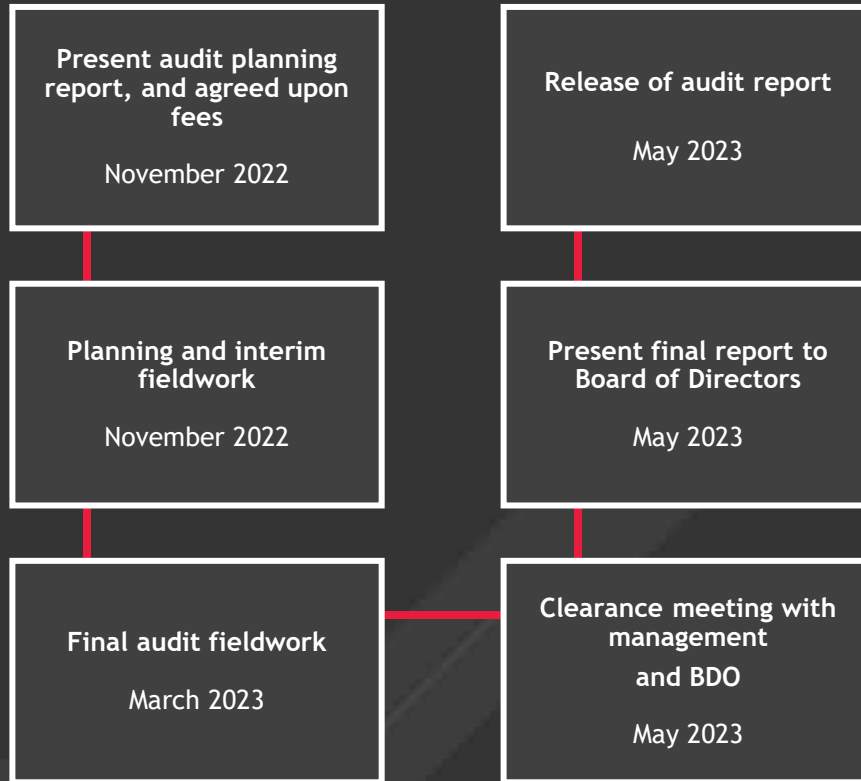 Present audit planning
report, and agreed upon
fees
November 2022
Planning and interim
fieldwork
November 2022
Final audit fieldwork
March 2023
Clearance meeting with
management
and BDO
May 2023
Present final report to
Board of Directors
May 2023
Release of audit report
May 2023